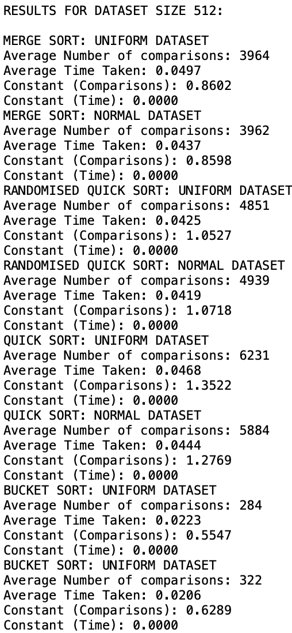 RESULTS FOR DATASET SIZE 512:
MERGE SORT: UNIFORM DATASET
Average Number of comparisons: 3964
Average Time Taken: 0.0497
Constant (Comparisons): 0.8602
Constant (Time): 0.0000
MERGE SORT: NORMAL DATASET
Average Number of comparisons: 3962
Average Time Taken: 0.0437
Constant (Comparisons): 0.8598
Constant (Time): 0.0000
RANDOMISED QUICK SORT: UNIFORM DATASET
Average Number of comparisons: 4851
Average Time Taken: 0.0425
Constant (Comparisons): 1.0527
Constant (Time): 0.0000
RANDOMISED QUICK SORT: NORMAL DATASET
Average Number of comparisons: 4939
Average Time Taken: 0.0419
Constant (Comparisons): 1.0718
Constant (Time): 0.0000
QUICK SORT: UNIFORM DATASET
Average Number of comparisons: 6231
Average Time Taken: 0.0468
Constant (Comparisons): 1.3522
Constant (Time): 0.0000
QUICK SORT: NORMAL DATASET
Average Number of comparisons: 5884
Average Time Taken: 0.0444
Constant (Comparisons): 1.2769
Constant (Time): 0.0000
BUCKET SORT: UNIFORM DATASET
Average Number of comparisons: 284
Average Time Taken: 0.0223
Constant (Comparisons): 0.5547
Constant (Time): 0.0000
BUCKET SORT: UNIFORM DATASET
Average Number of comparisons: 322
Average Time Taken: 0.0206
Constant (Comparisons): 0.6289
Constant (Time): 0.0000